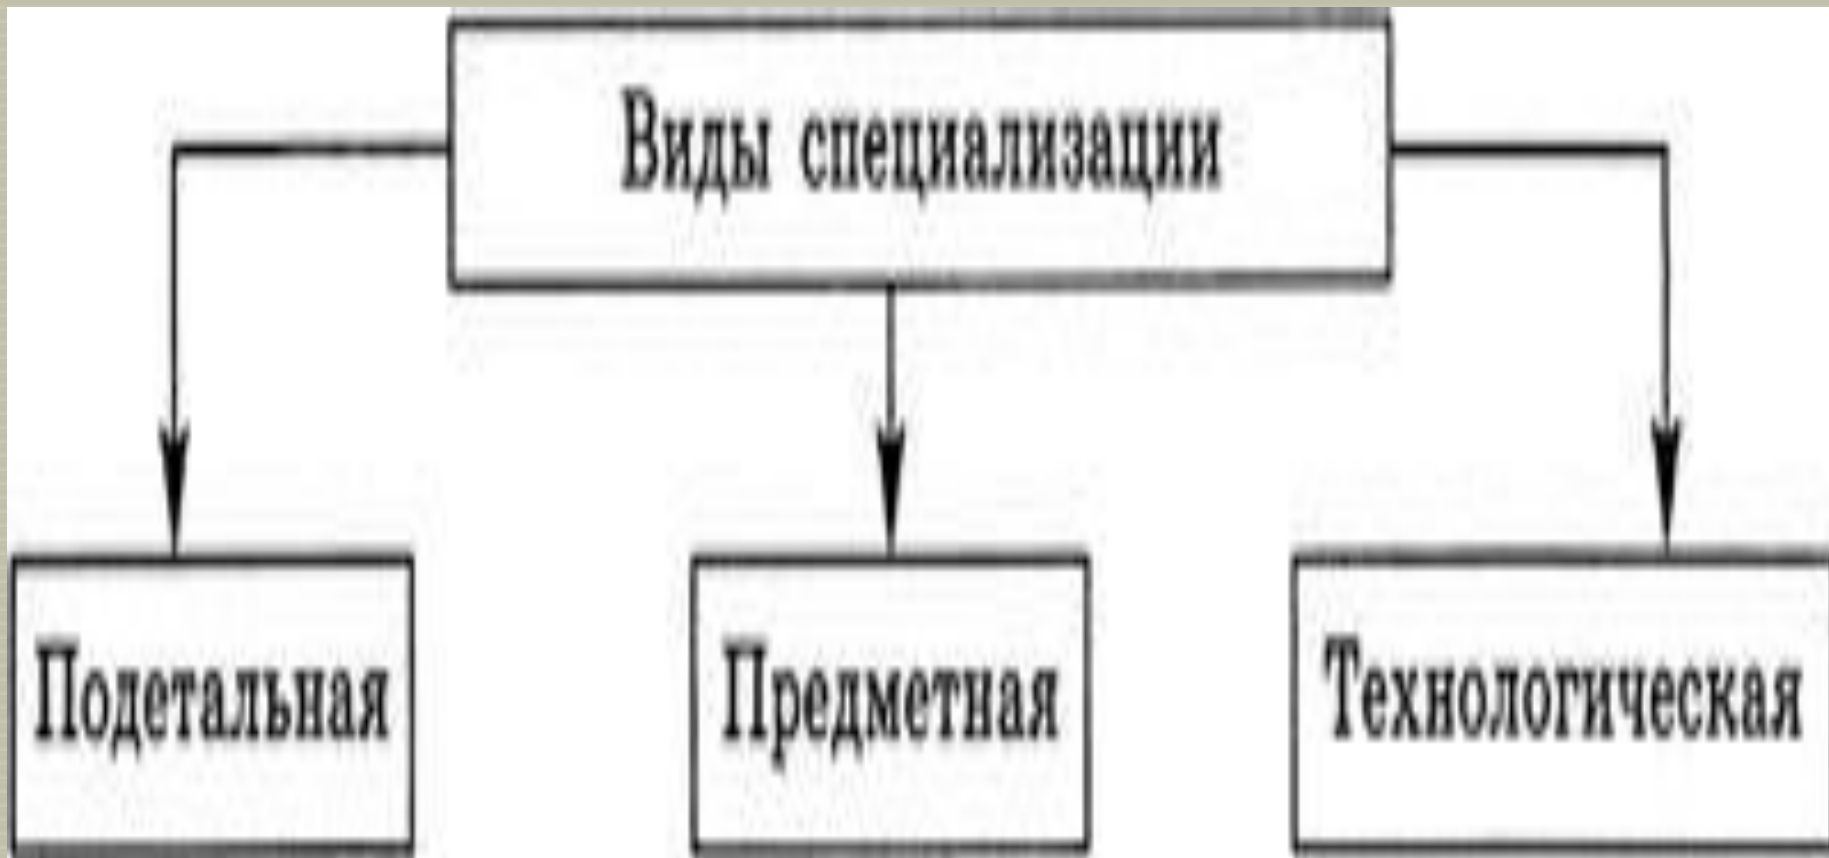 Виды специализации
Подетальная
Предметная
Технологическая